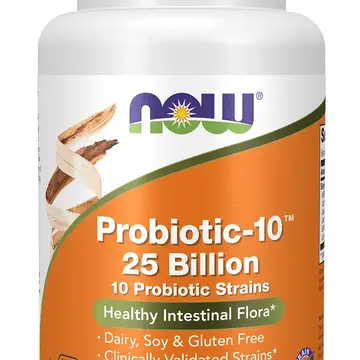 now®
Probiotic-10™
25 Billion
10 Probiotic Strains
Healthy Intestinal Flora*
• Dairy, Soy & Gluten Free
• Clinically Validated Strains*